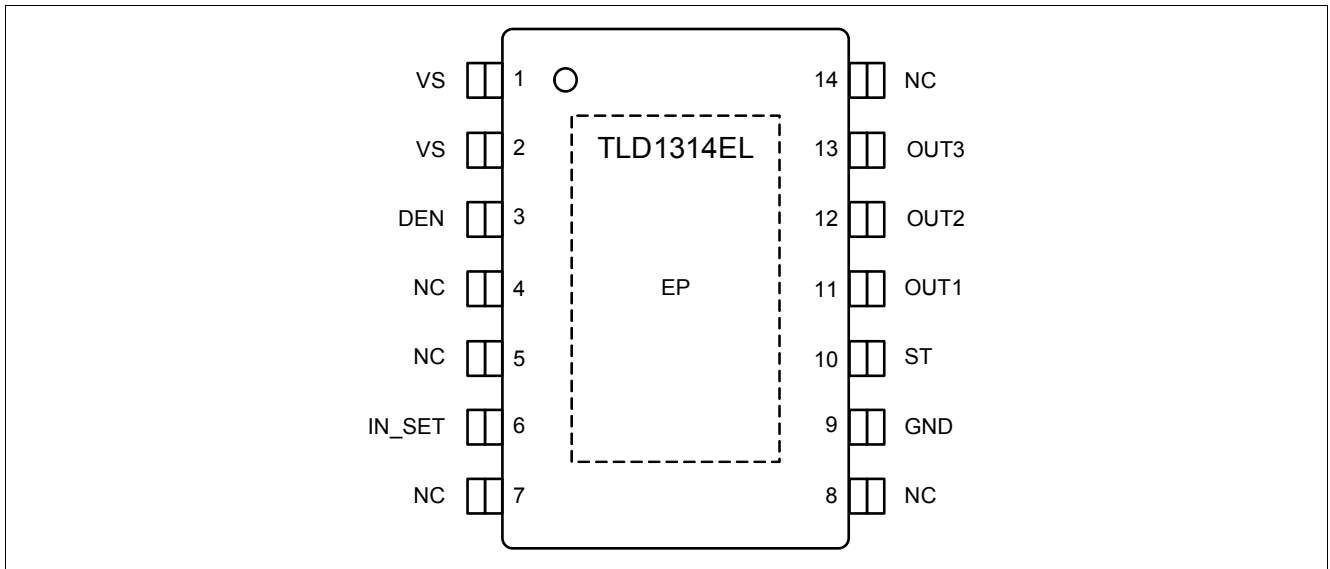 VS 1 14 NC
VS 2 TLD1314EL 13 OUT3
DEN 3 12 OUT2
NC 4 EP 11 OUT1
NC 5 10 ST
IN_SET 6 9 GND
NC 7 8 NC